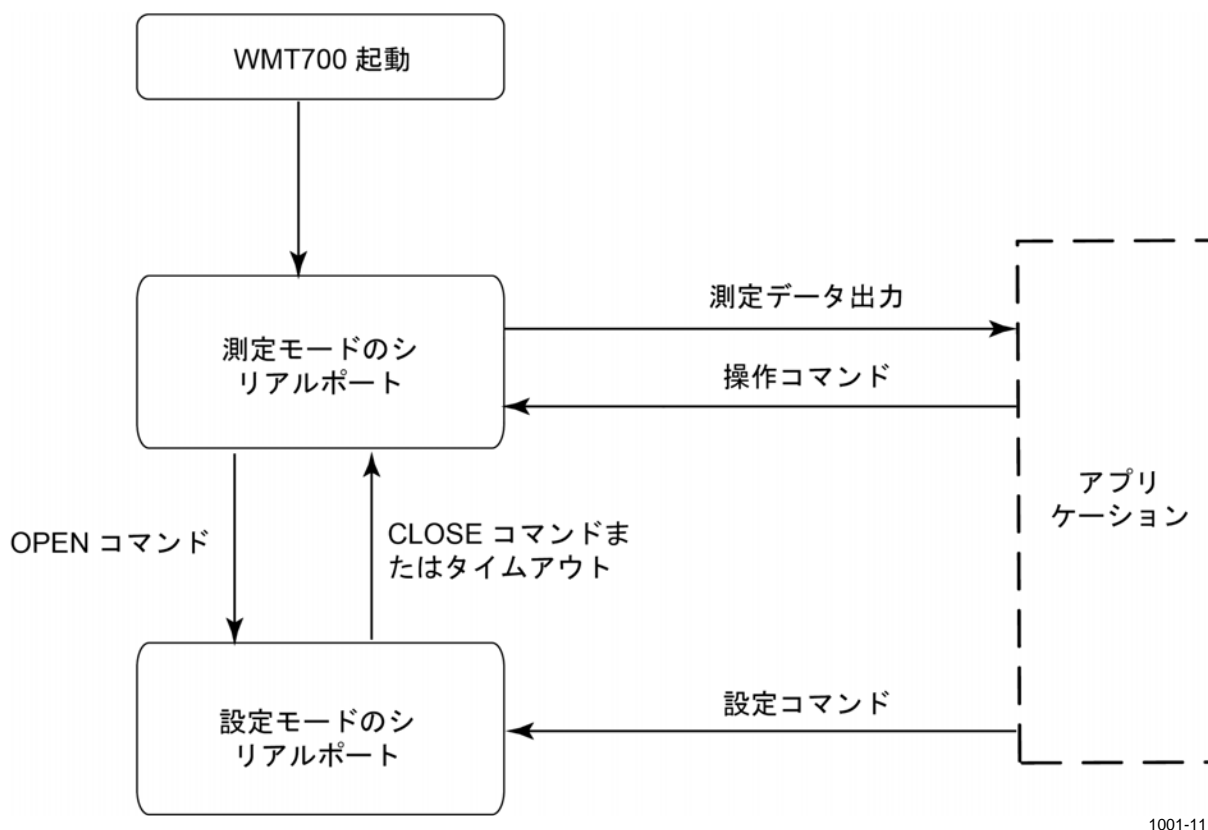 WMT700 起動
測定モードのシ
リアルポート
測定データ出力
操作コマンド
アプリ
ケーション
OPEN コマンド
CLOSE コマンドま
たはタイムアウト
設定モードのシ
リアルポート
設定コマンド
1001-11